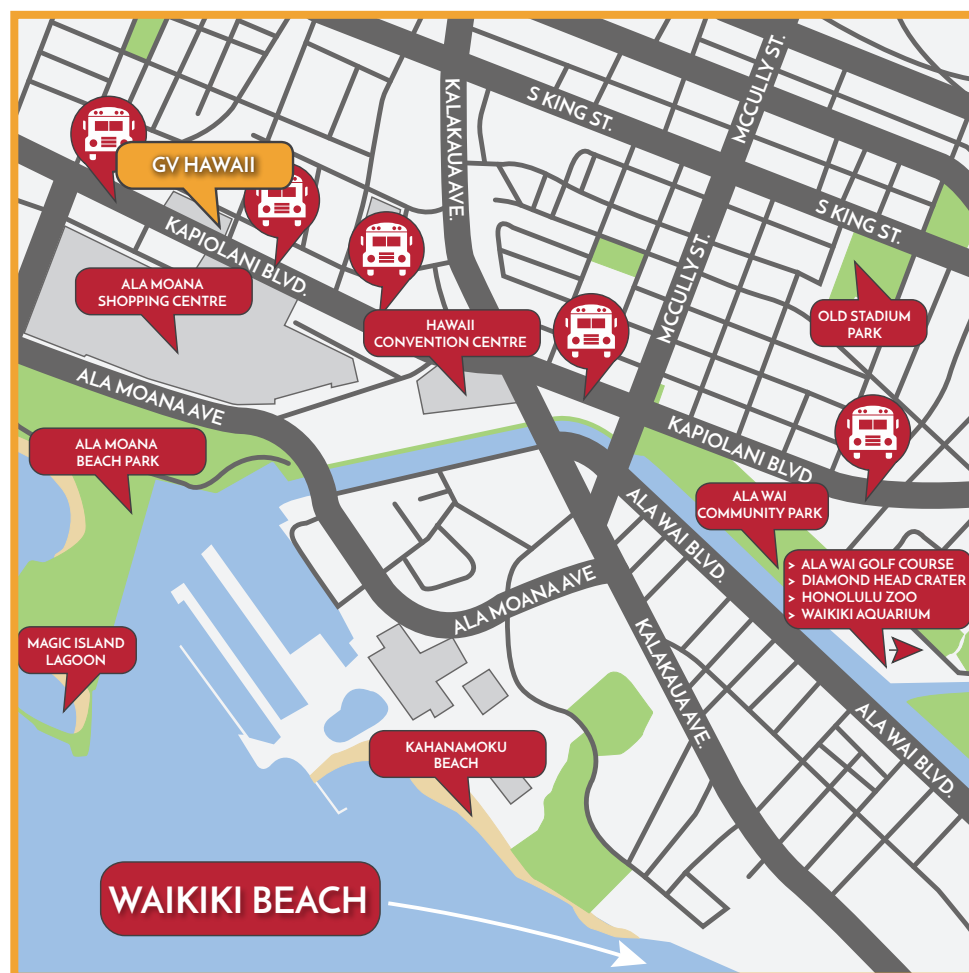 KALAKAUA AVE.
S KING ST.
MCCULLY ST.
GV HAWAII
S KING ST.
KAPIOLANI BLVD.
ALA MOANA
SHOPPING CENTRE
HAWAII
CONVENTION CENTRE
MCCULLY ST.
OLD STADIUM
PARK
ALA MOANA AVE
KAPIOLANI BLVD
ALA MOANA
BEACH PARK
ALA WAI BLVD.
ALA WAI
COMMUNITY PARK
> ALA WAI GOLF COURSE
> DIAMOND HEAD CRATER
> HONOLULU ZOO
> WAIKIKI AQUARIUM
ALA MOANA AVE
MAGIC ISLAND
LAGOON
KALAKAUA AVE.
ALA WAI BLVD.
KAHANAMOKU
BEACH
WAIKIKI BEACH